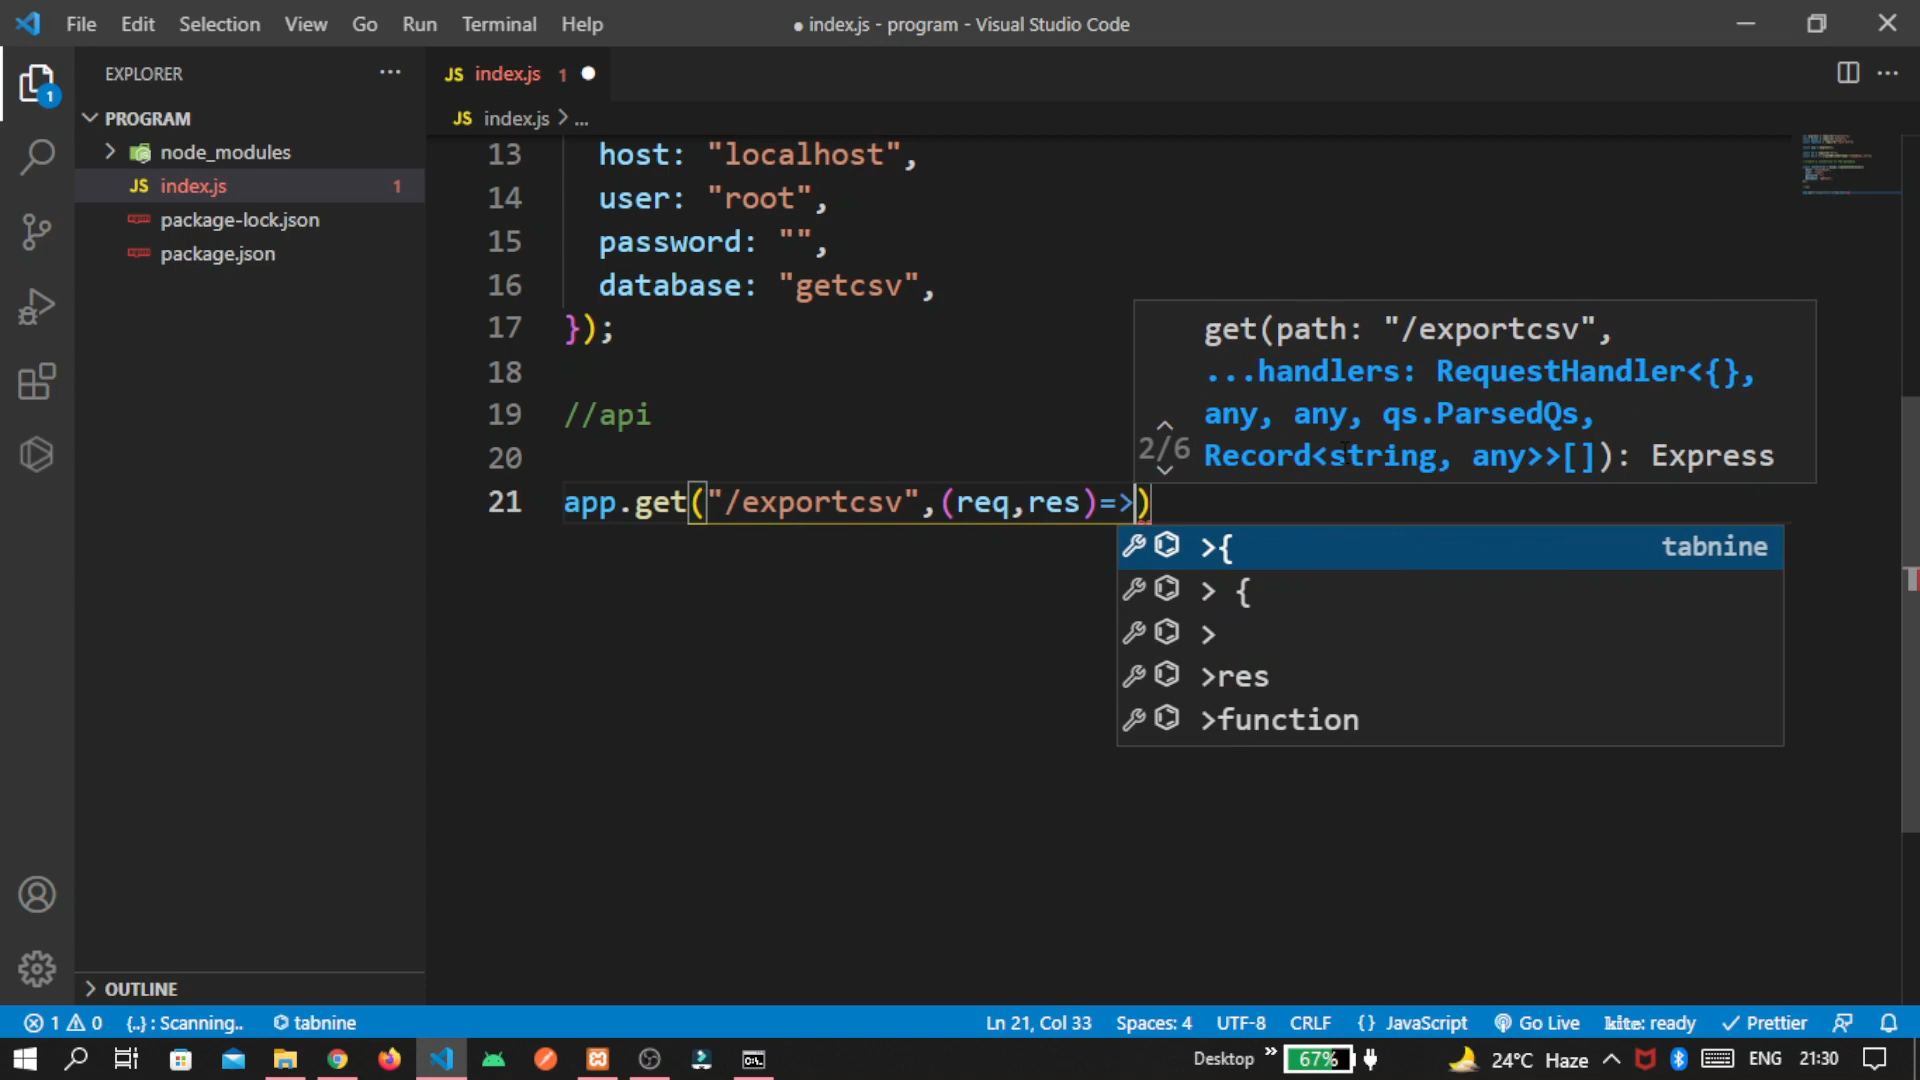 File Edit Selection View Go Run Terminal Help
● index.js - program - Visual Studio Code
EXPLORER
JS index.js 1
1
PROGRAM
JS index.js > ...
node_modules
JS index.js 1
package-lock.json
package.json
13 host: "localhost",
14 user: "root",
15 password: "",
16 database: "getcsv",
17 });
18
19 //api
20
21 app.get("/exportcsv",(req,res)=>)
get(path: "/exportcsv",
...handlers: RequestHandler<{},
any, any, qs.ParsedQs,
2/6 Record<string, any>>[]): Express
>{ tabnine
> {
>
>res
>function
OUTLINE
1 0 {..} : Scanning.. tabnine
Ln 21, Col 33 Spaces: 4 UTF-8 CRLF {} JavaScript Go Live kite: ready Prettier
Desktop » 67% 24°C Haze ENG 21:30